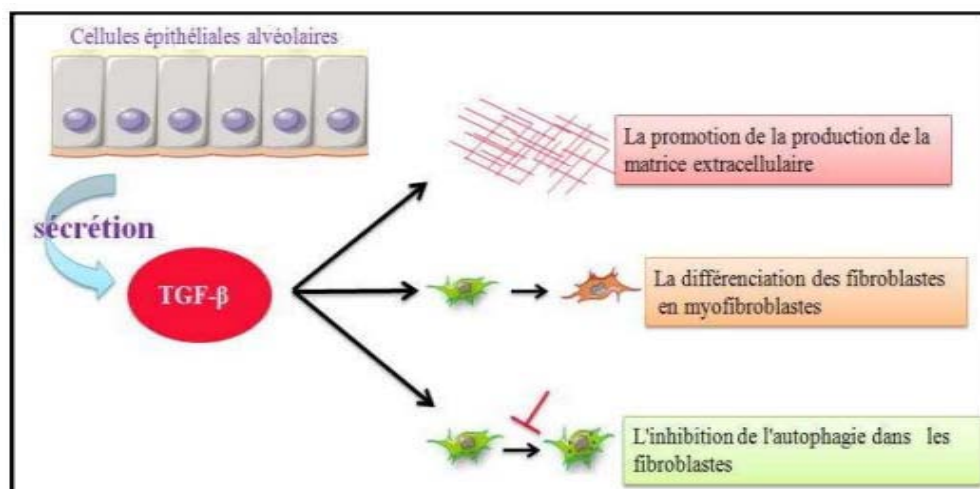 Cellules épithéliales alvéolaires
sécrétion
TGF-β
La promotion de la production de la
matrice extracellulaire
La différenciation des fibroblastes
en myofibroblastes
L'inhibition de l'autophagie dans les
fibroblastes